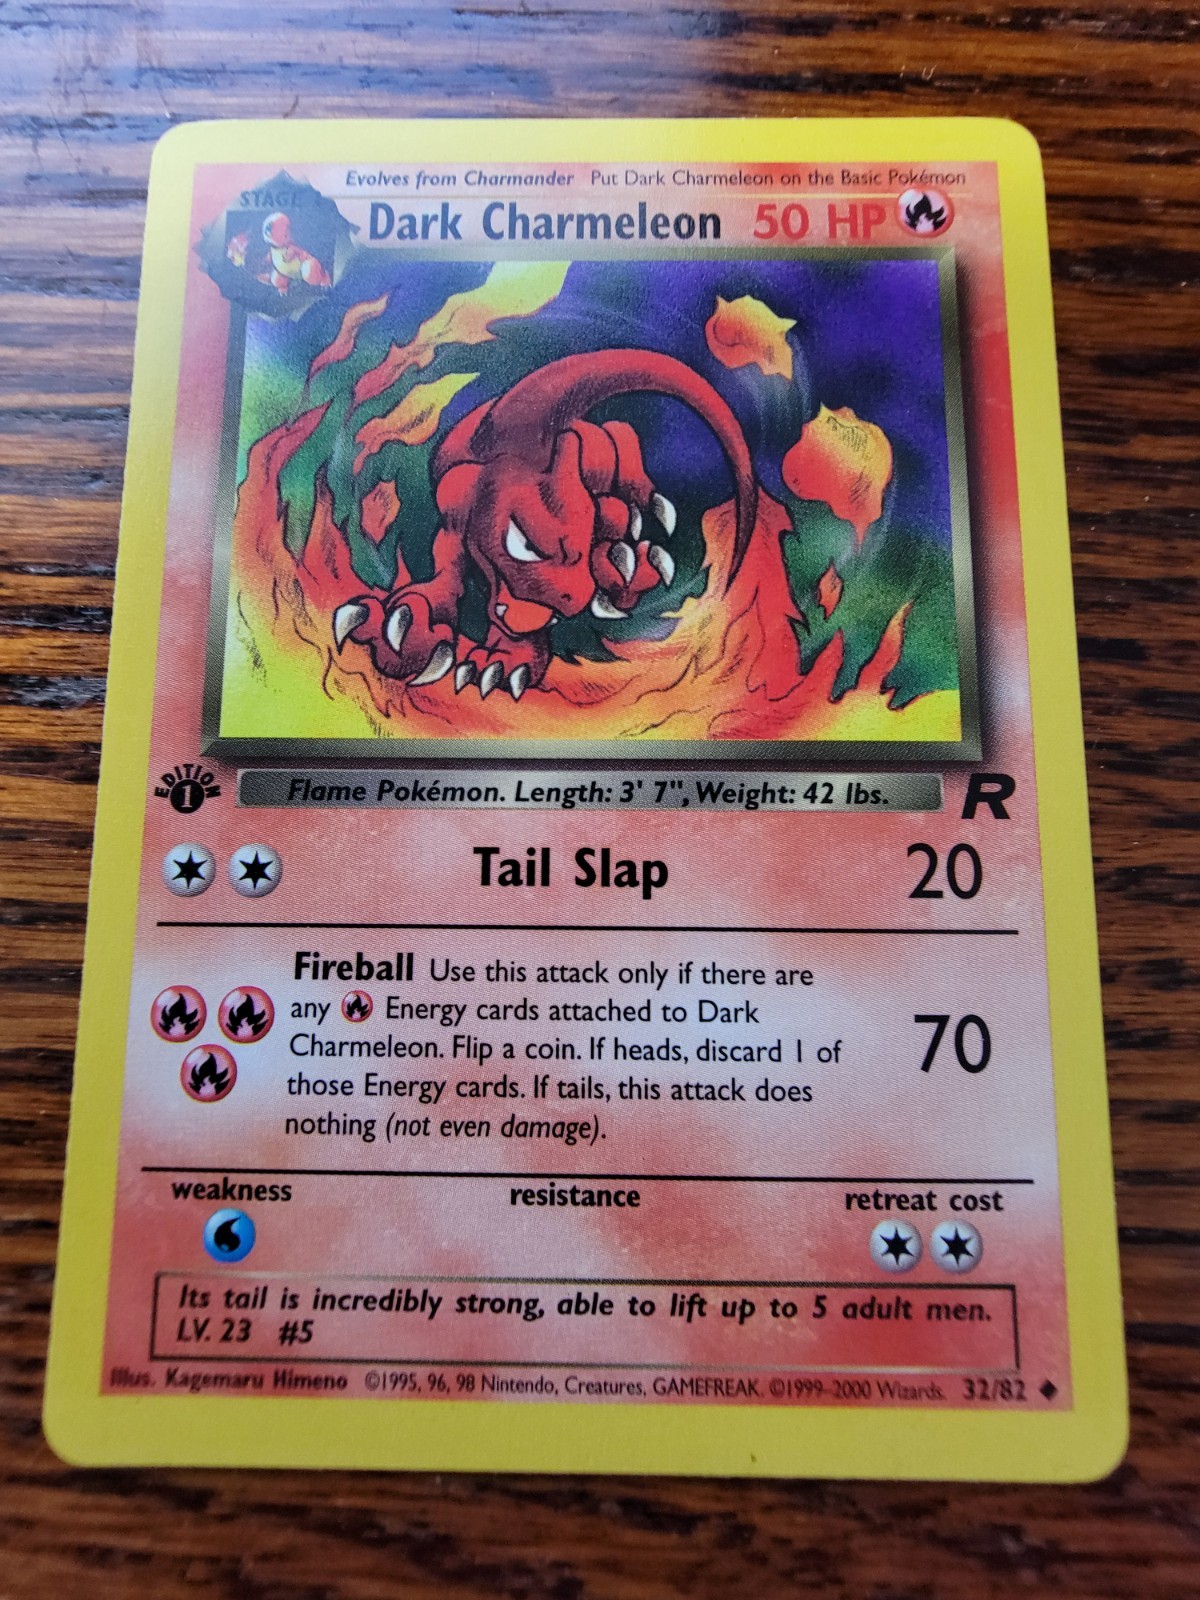 Evolves from Charmander Put Dark Charmeleon on the Basic Pokémon
STAGE 1
Dark Charmeleon 50 HP
EDITION
1
Flame Pokémon. Length: 3' 7", Weight: 42 lbs.
R
Tail Slap 20
Fireball Use this attack only if there are
any Energy cards attached to Dark
Charmeleon. Flip a coin. If heads, discard 1 of
those Energy cards. If tails, this attack does
nothing (not even damage).
70
weakness resistance retreat cost
Its tail is incredibly strong, able to lift up to 5 adult men.
LV. 23 #5
Illus. Kagemaru Himeno ©1995, 96, 98 Nintendo, Creatures, GAMEFREAK. ©1999-2000 Wizards. 32/82